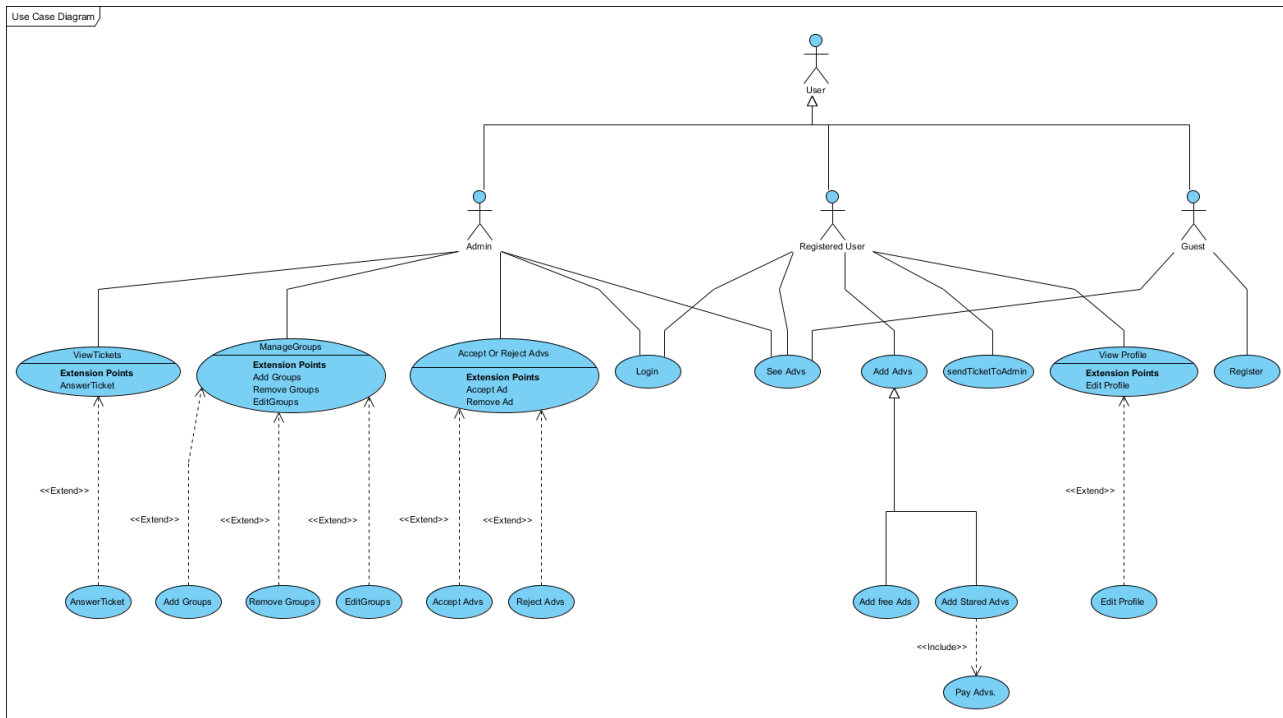 Use Case Diagram
User
Admin
Registered User
Guest
ViewTickets
Extension Points
AnswerTicket
ManageGroups
Extension Points
Add Groups
Remove Groups
EditGroups
Accept Or Reject Advs
Extension Points
Accept Ad
Remove Ad
Login
See Advs
Add Advs
sendTicketToAdmin
View Profile
Extension Points
Edit Profile
Register
<<Extend>>
<<Extend>>
<<Extend>>
<<Extend>>
<<Extend>>
<<Extend>>
<<Extend>>
AnswerTicket
Add Groups
Remove Groups
EditGroups
Accept Advs
Reject Advs
Add free Ads
Add Stared Advs
Edit Profile
<<Include>>
Pay Advs.